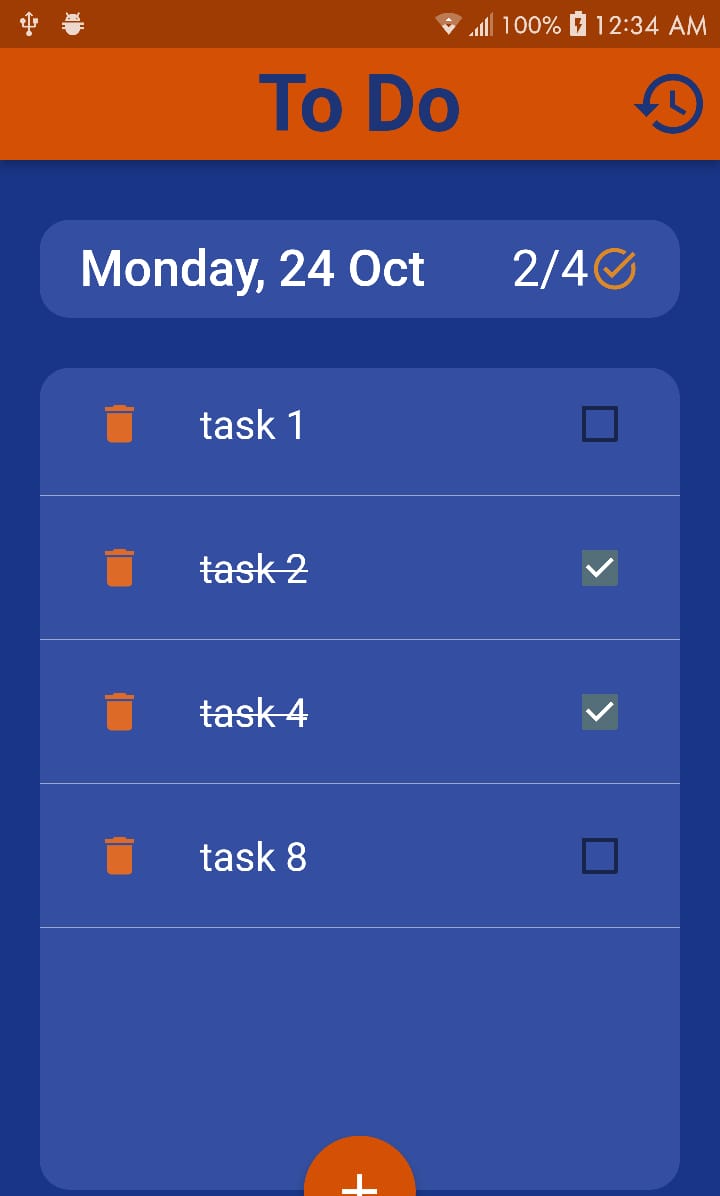 100% 12:34 AM
To Do
Monday, 24 Oct 2/4
task 1
task 2
task 4
task 8
+